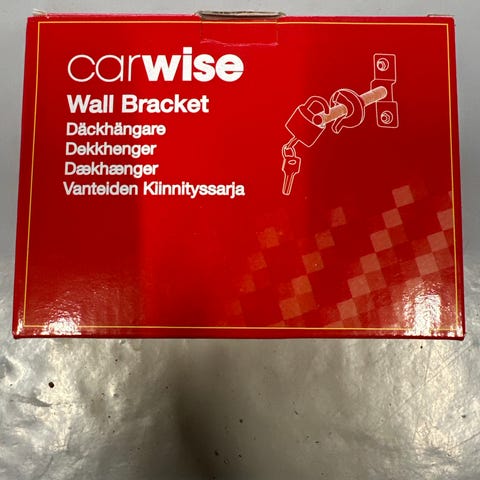 carwise
Wall Bracket
Däckhängare
Dekkhenger
Dækhænger
Vanteiden Kiinnityssarja